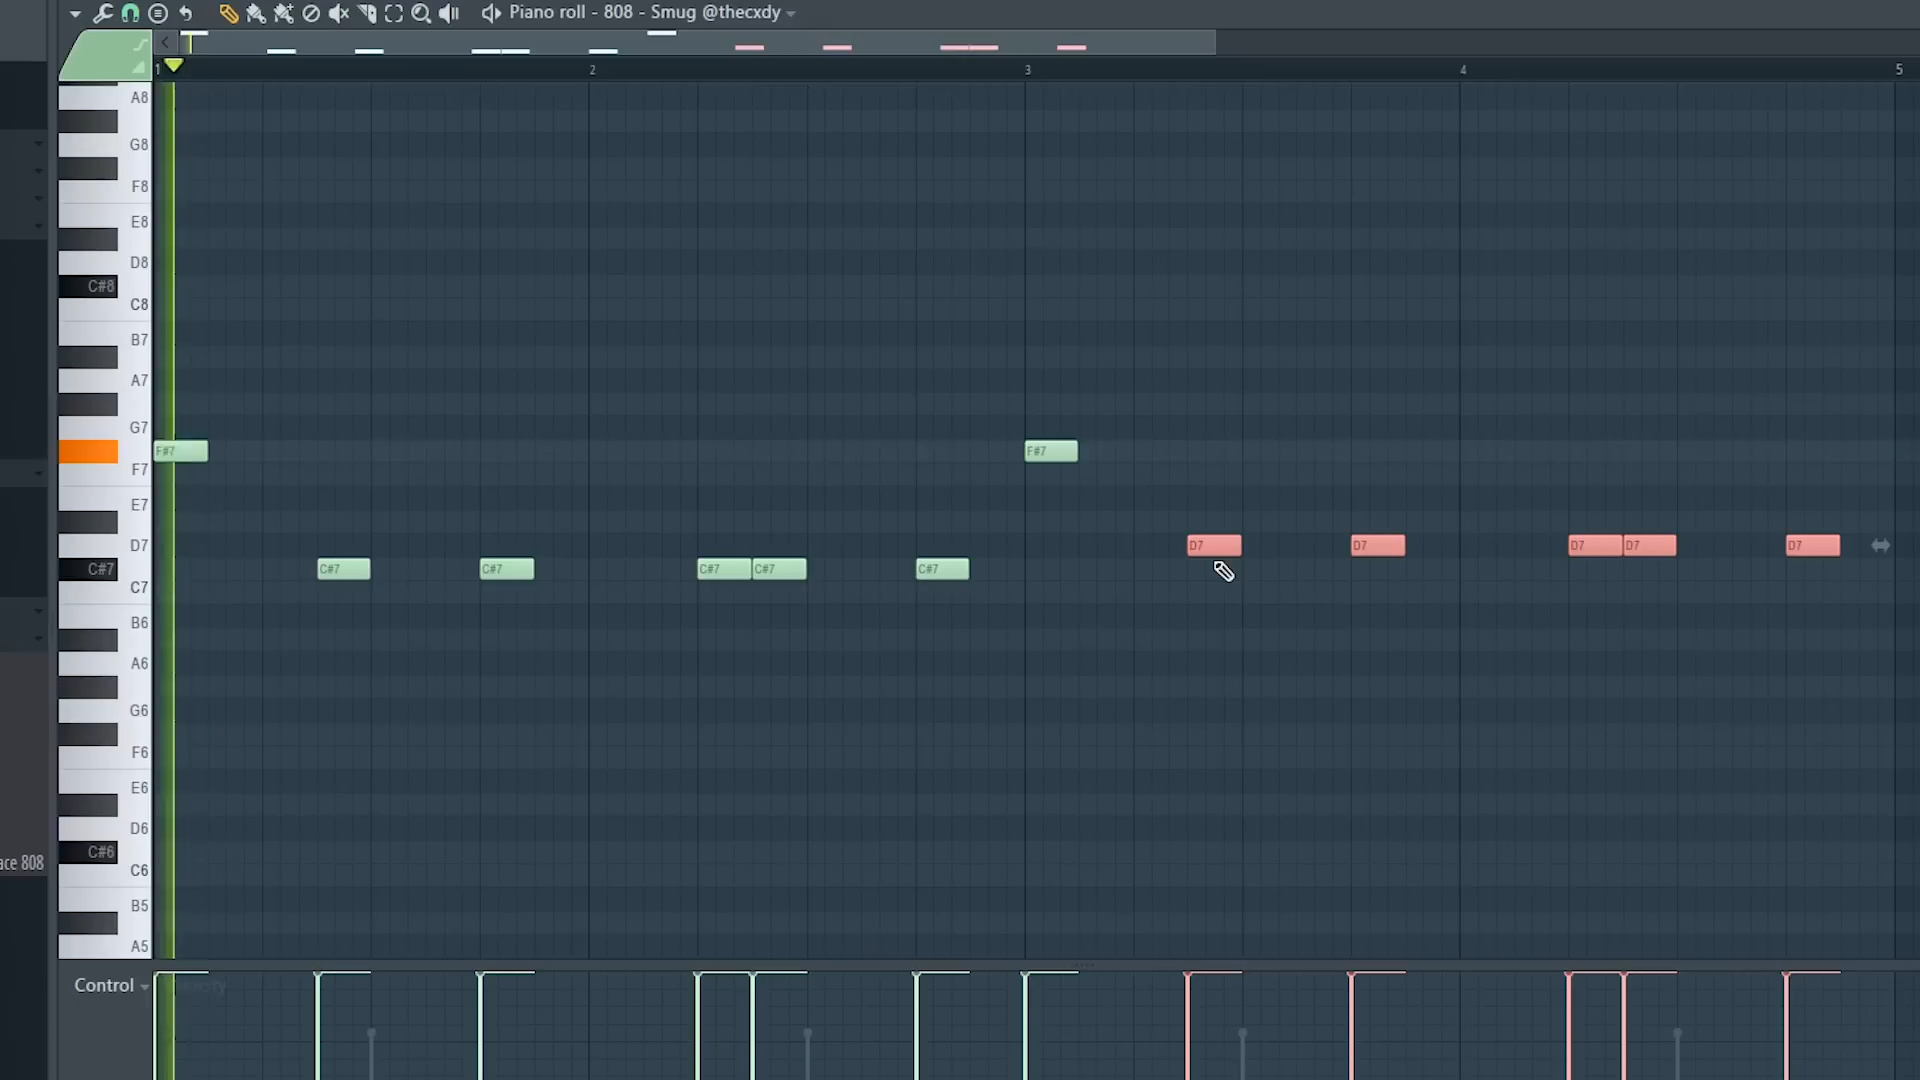 Piano roll - 808 - Smug @thecxdy
1 2 3 4 5
A8
G8
F8
E8
D8
C#8
C8
B7
A7
G7
F#7 F#7
F7
E7
D7 D7 D7 D7 D7 D7
C#7 C#7 C#7 C#7 C#7 C#7
C7
B6
A6
G6
F6
E6
D6
C#6
ace 808
C6
B5
A5
Control